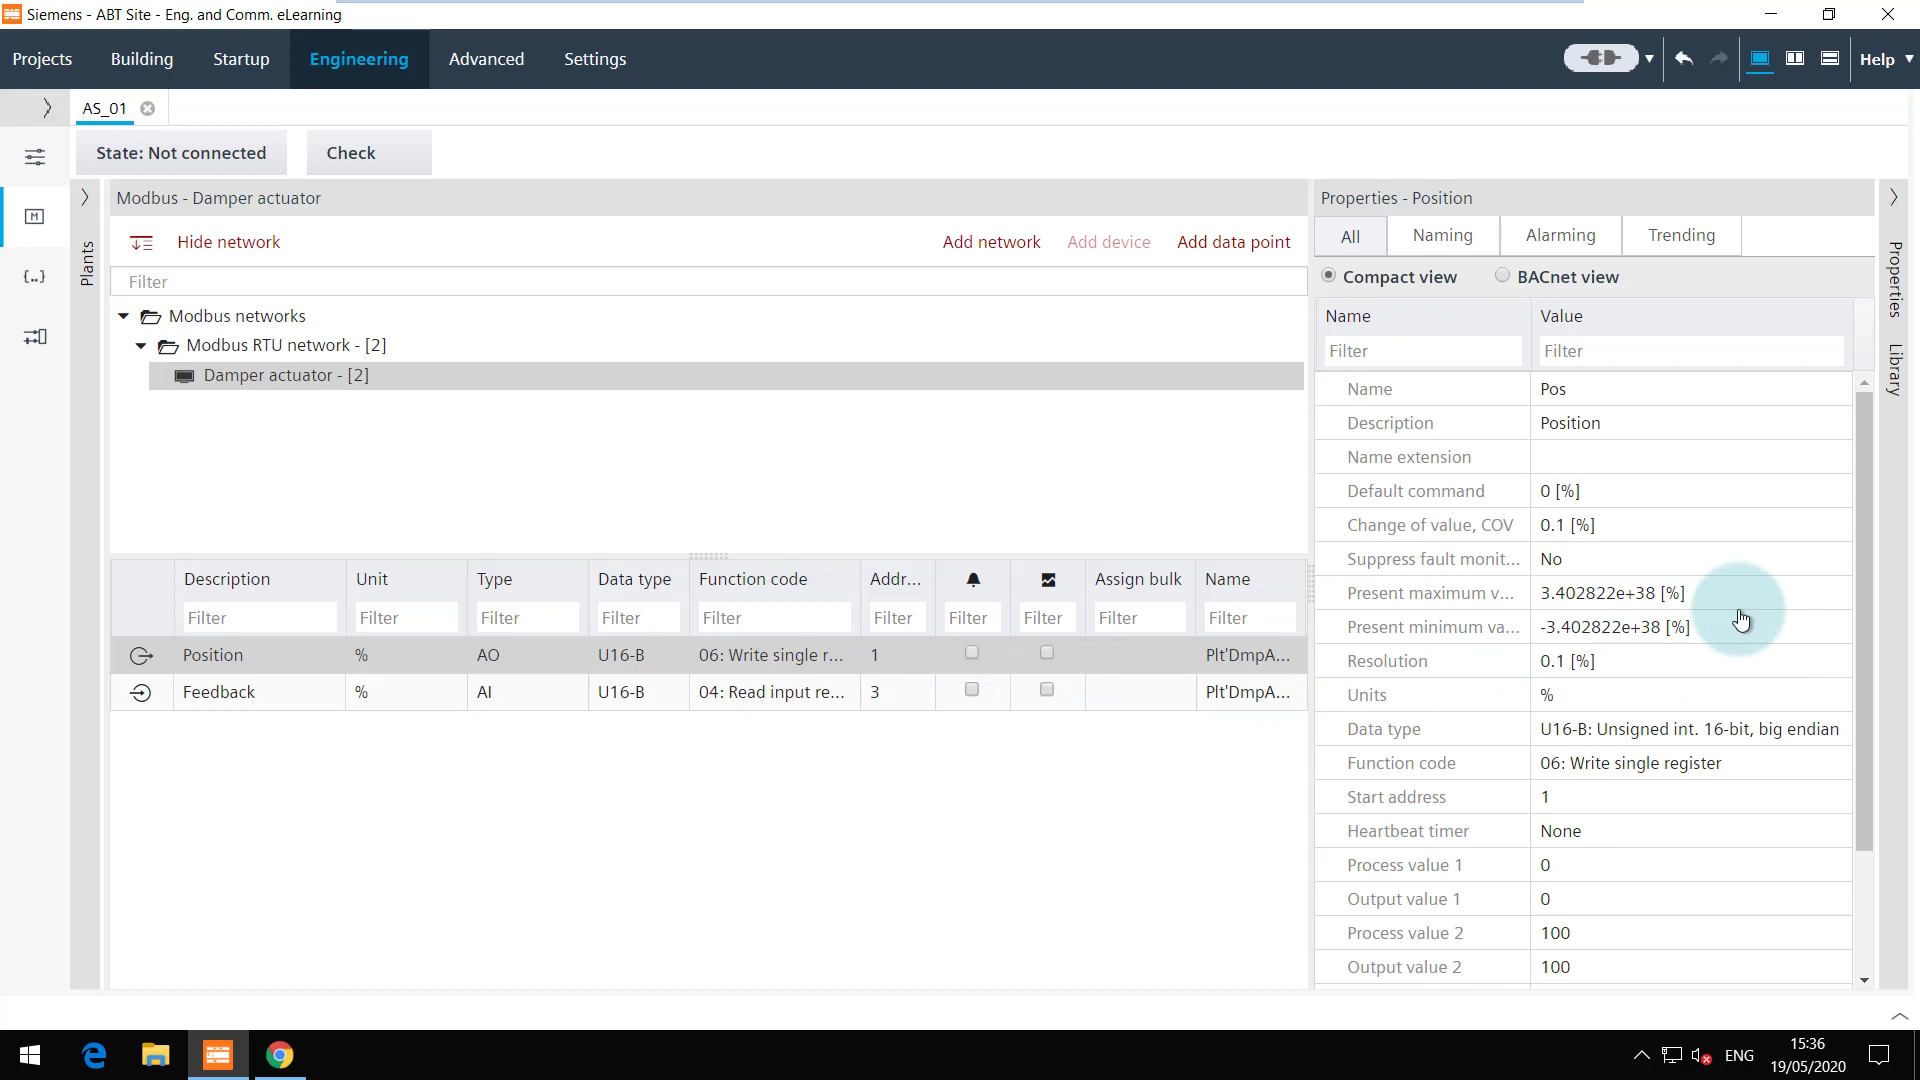 Siemens - ABT Site - Eng. and Comm. eLearning
Projects Building Startup Engineering Advanced Settings Help
AS_01
State: Not connected Check
Plants
Modbus - Damper actuator
Hide network Add network Add device Add data point
Filter
Modbus networks
Modbus RTU network - [2]
Damper actuator - [2]
Description Unit Type Data type Function code Addr... Assign bulk Name
Filter Filter Filter Filter Filter Filter Filter Filter Filter Filter
Position % AO U16-B 06: Write single r... 1 Plt'DmpA...
Feedback % AI U16-B 04: Read input re... 3 Plt'DmpA...
Properties - Position
All Naming Alarming Trending
Compact view BACnet view
Name Value
Filter Filter
Name Pos
Description Position
Name extension
Default command 0 [%]
Change of value, COV 0.1 [%]
Suppress fault monit... No
Present maximum v... 3.402822e+38 [%]
Present minimum va... -3.402822e+38 [%]
Resolution 0.1 [%]
Units %
Data type U16-B: Unsigned int. 16-bit, big endian
Function code 06: Write single register
Start address 1
Heartbeat timer None
Process value 1 0
Output value 1 0
Process value 2 100
Output value 2 100
Properties
Library
ENG
15:36
19/05/2020